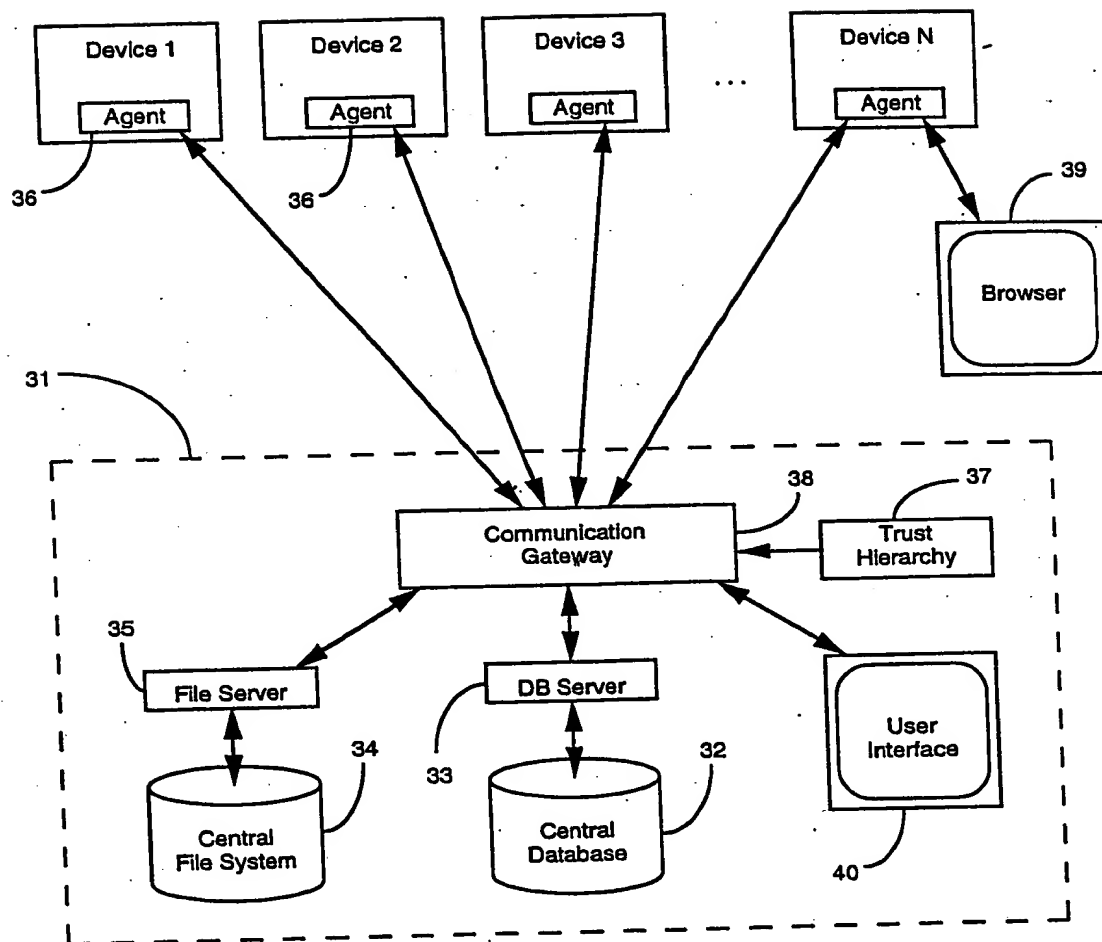 Device 1
Device 2
Device 3
Device N
...
Agent
Agent
Agent
Agent
36
36
39
Browser
31
38
37
Communication
Gateway
Trust
Hierarchy
35
File Server
DB Server
33
34
32
User
Interface
Central
File System
Central
Database
40